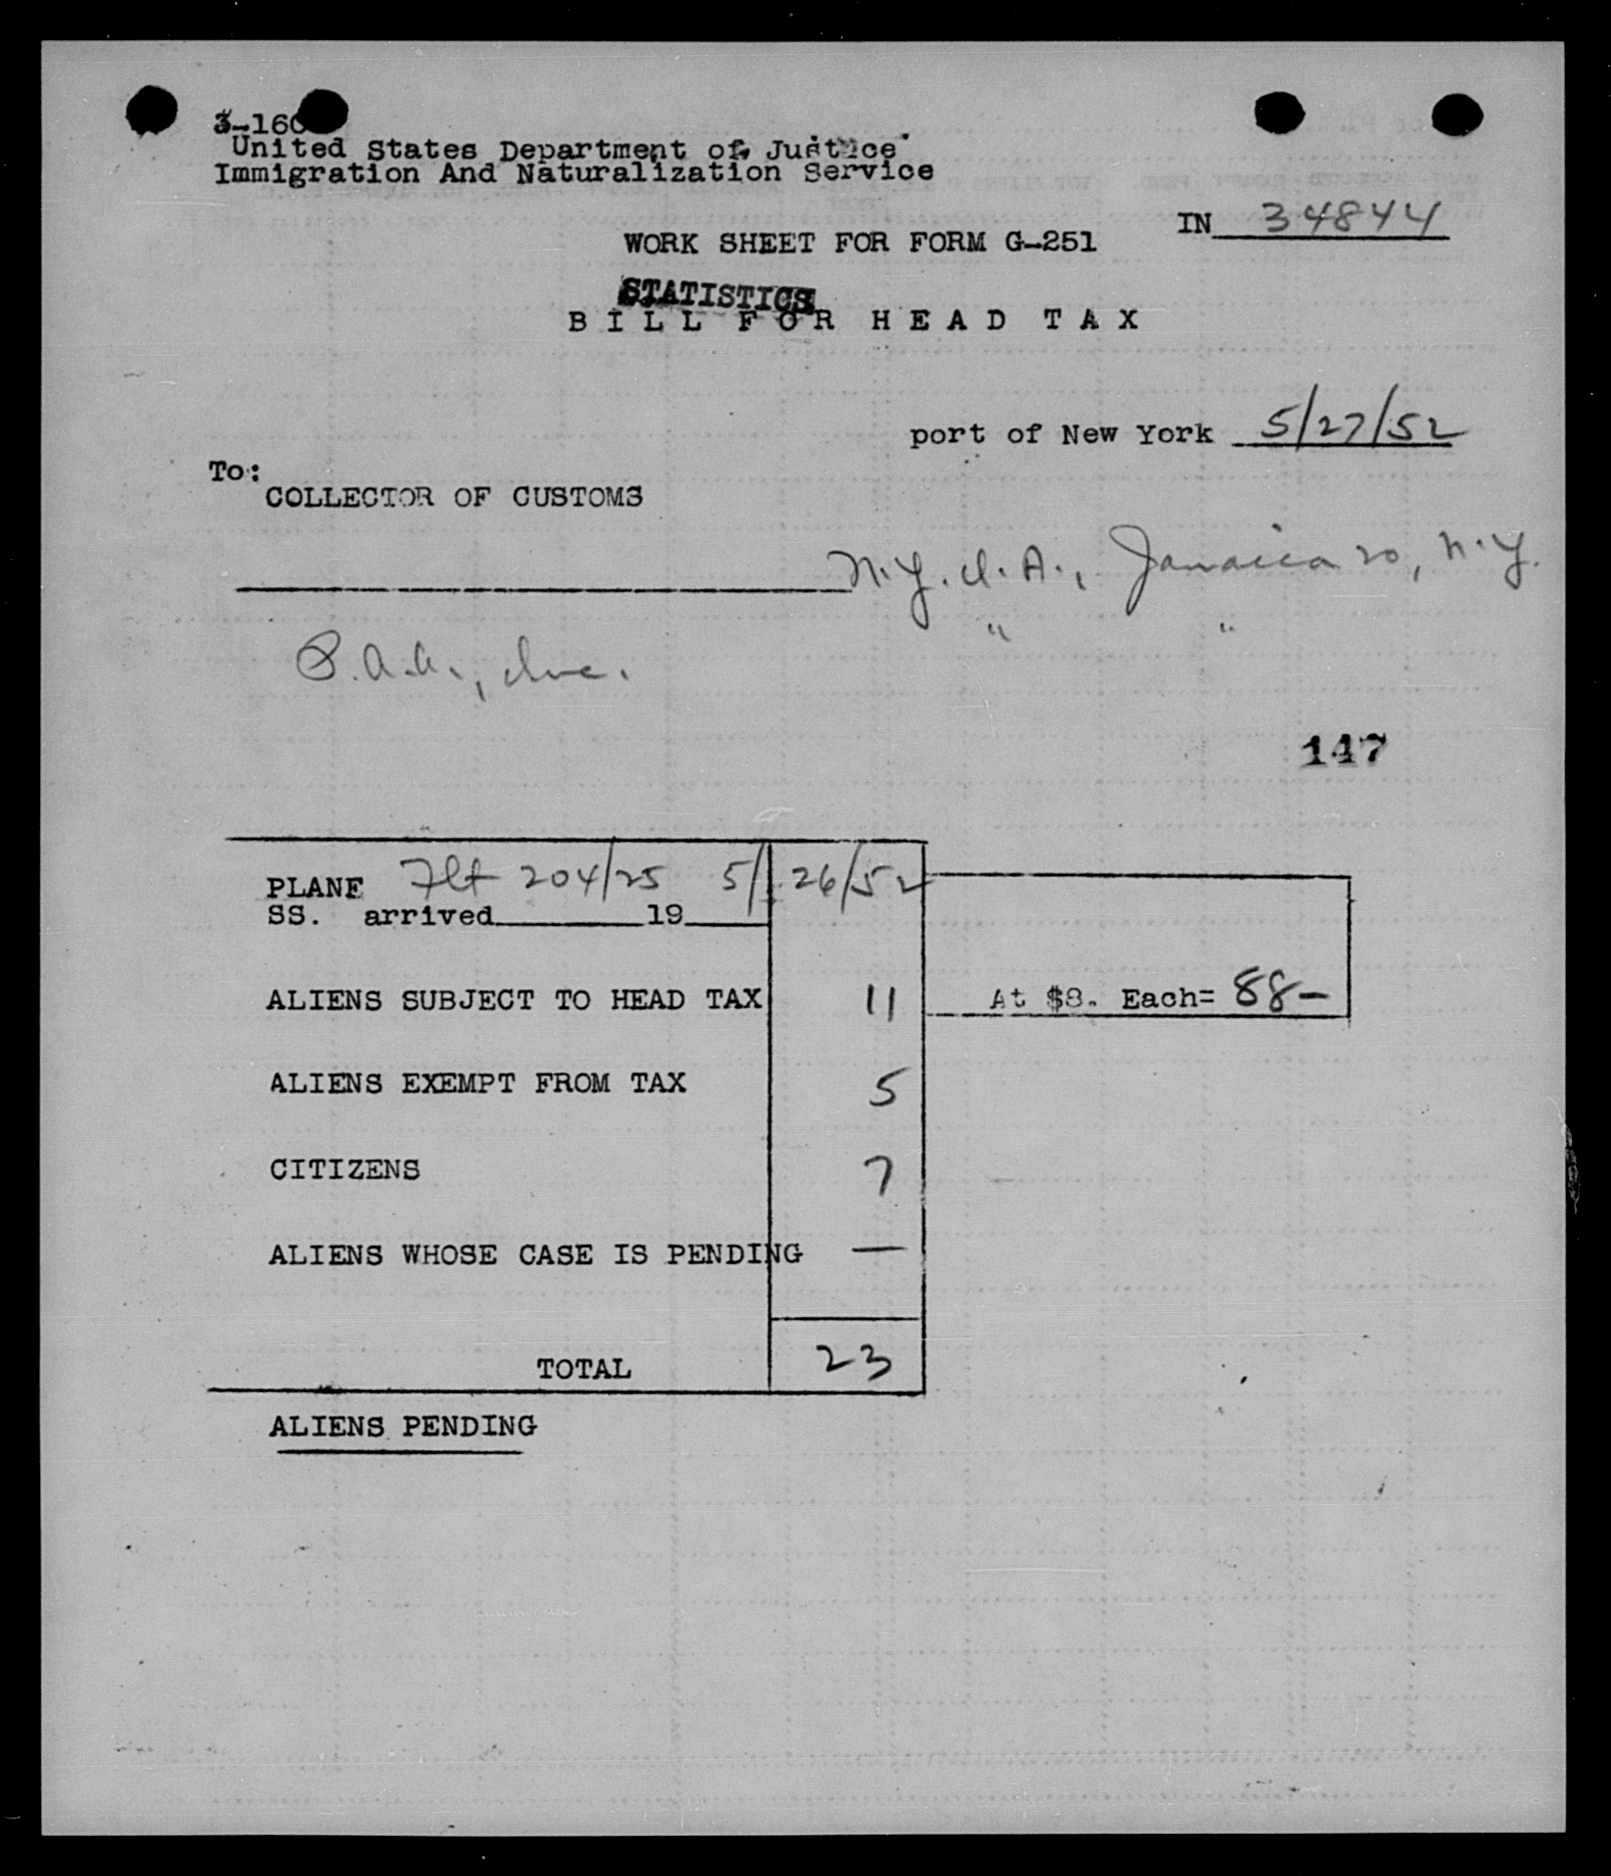 3-160
United States Department of Justice
Immigration And Naturalization Service
IN 34844
WORK SHEET FOR FORM G-251
STATISTICS
BILL FOR HEAD TAX
port of New York 5/27/52
To:
COLLECTOR OF CUSTOMS
N.Y.I.A., Jamaica 20, N.Y.
" "
P.A.A., Inc.
147
PLANE Flt 204/25 5/26/52
SS. arrived 19
ALIENS SUBJECT TO HEAD TAX 11 At $8. Each= 88-
ALIENS EXEMPT FROM TAX 5
CITIZENS 7
ALIENS WHOSE CASE IS PENDING —
TOTAL 23
ALIENS PENDING